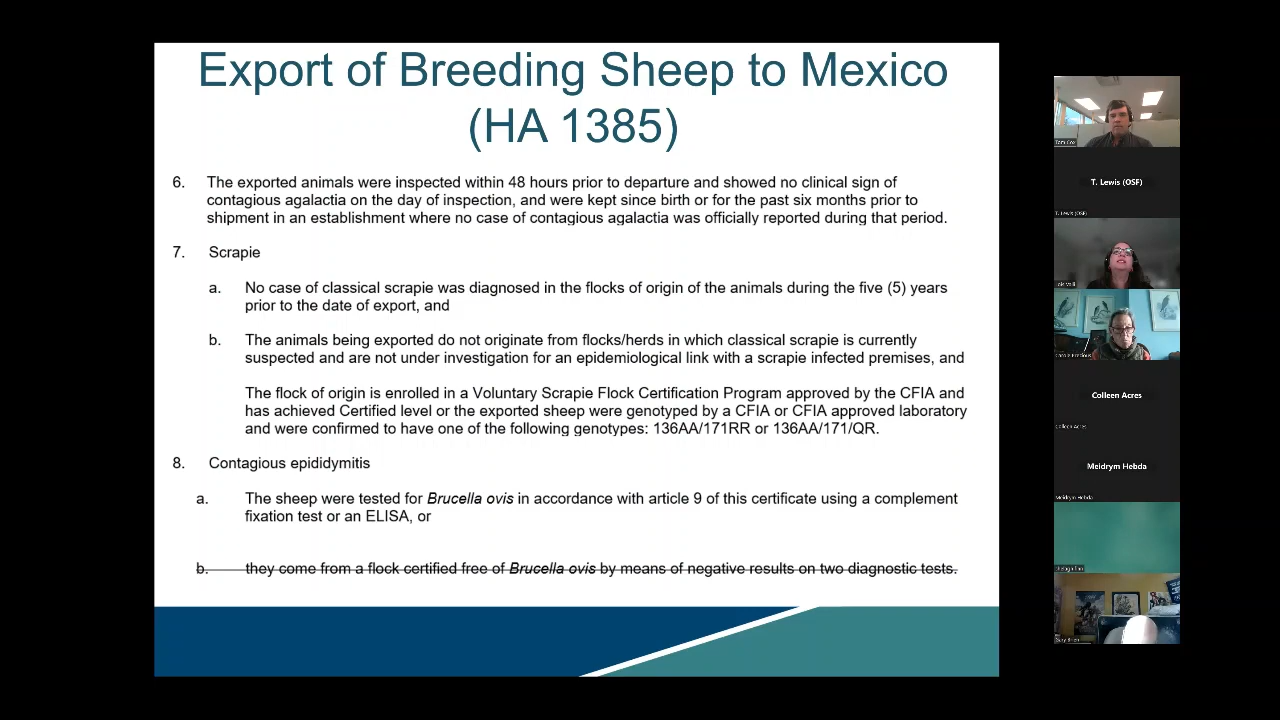 Export of Breeding Sheep to Mexico
(HA 1385)
6. The exported animals were inspected within 48 hours prior to departure and showed no clinical sign of
contagious agalactia on the day of inspection, and were kept since birth or for the past six months prior to
shipment in an establishment where no case of contagious agalactia was officially reported during that period.
7. Scrapie
a. No case of classical scrapie was diagnosed in the flocks of origin of the animals during the five (5) years
prior to the date of export, and
b. The animals being exported do not originate from flocks/herds in which classical scrapie is currently
suspected and are not under investigation for an epidemiological link with a scrapie infected premises, and
The flock of origin is enrolled in a Voluntary Scrapie Flock Certification Program approved by the CFIA and
has achieved Certified level or the exported sheep were genotyped by a CFIA or CFIA approved laboratory
and were confirmed to have one of the following genotypes: 136AA/171RR or 136AA/171/QR.
8. Contagious epididymitis
a. The sheep were tested for Brucella ovis in accordance with article 9 of this certificate using a complement
fixation test or an ELISA, or
b. they come from a flock certified free of Brucella ovis by means of negative results on two diagnostic tests.
Tom Cox
T. Lewis (OSF)
T. Lewis (OSF)
Carole Precious
Colleen Acres
Colleen Acres
Meidrym Hebda
Meidrym Hebda